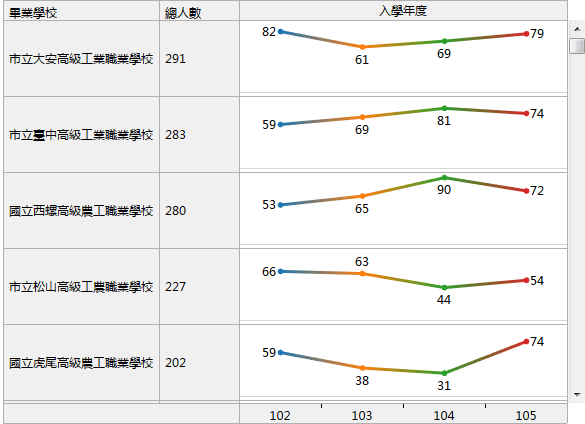 畢業學校 總人數 入學年度
市立大安高級工業職業學校 291 82 61 69 79
市立臺中高級工業職業學校 283 59 69 81 74
國立西螺高級農工職業學校 280 53 65 90 72
市立松山高級工農職業學校 227 66 63 44 54
國立虎尾高級農工職業學校 202 59 38 31 74
102 103 104 105